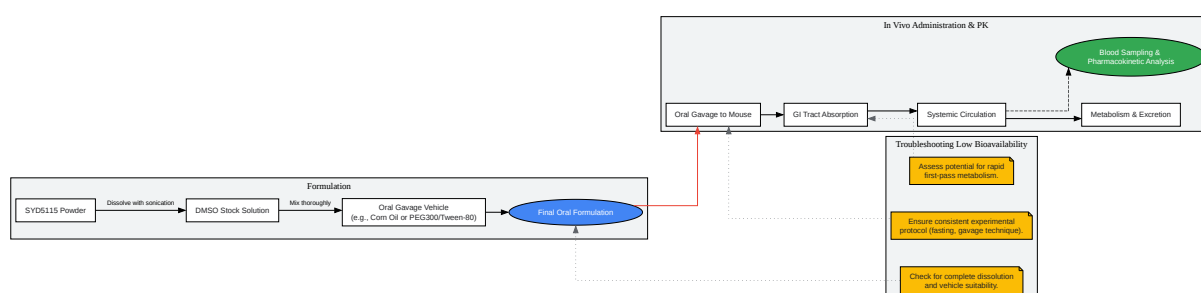 In Vivo Administration & PK
Blood Sampling &
Pharmacokinetic Analysis
Oral Gavage to Mouse
GI Tract Absorption
Systemic Circulation
Metabolism & Excretion
Troubleshooting Low Bioavailability
Assess potential for rapid
first-pass metabolism.
Ensure consistent experimental
protocol (fasting, gavage technique).
Check for complete dissolution
and vehicle suitability.
Formulation
SYD5115 Powder
Dissolve with sonication
DMSO Stock Solution
Mix thoroughly
Oral Gavage Vehicle
(e.g., Corn Oil or PEG300/Tween-80)
Final Oral Formulation